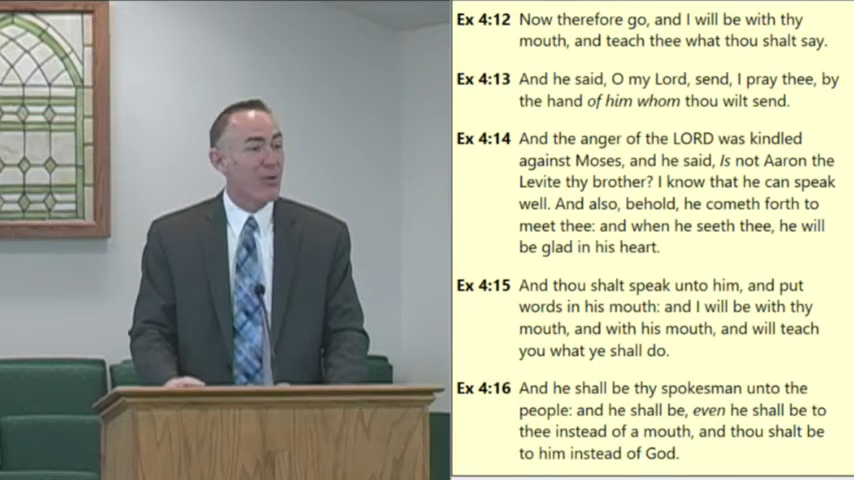 Ex 4:12 Now therefore go, and I will be with thy
mouth, and teach thee what thou shalt say.
Ex 4:13 And he said, O my Lord, send, I pray thee, by
the hand of him whom thou wilt send.
Ex 4:14 And the anger of the LORD was kindled
against Moses, and he said, Is not Aaron the
Levite thy brother? I know that he can speak
well. And also, behold, he cometh forth to
meet thee: and when he seeth thee, he will
be glad in his heart.
Ex 4:15 And thou shalt speak unto him, and put
words in his mouth: and I will be with thy
mouth, and with his mouth, and will teach
you what ye shall do.
Ex 4:16 And he shall be thy spokesman unto the
people: and he shall be, even he shall be to
thee instead of a mouth, and thou shalt be
to him instead of God.